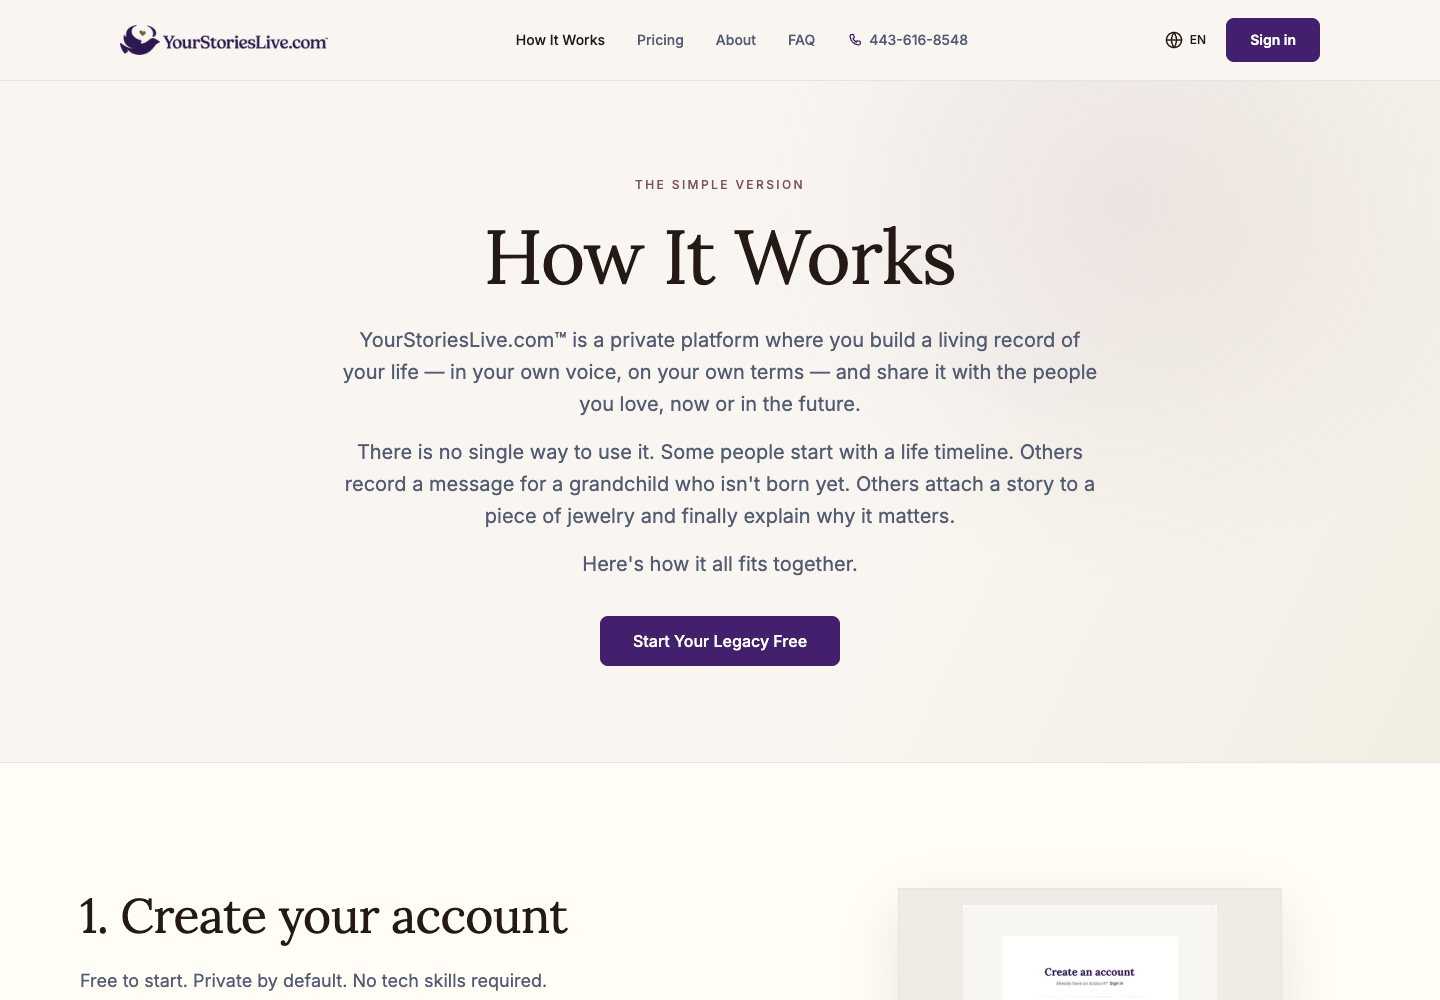 YourStoriesLive.com
How It Works
Pricing
About
FAQ
443-616-8548
EN
Sign in
THE SIMPLE VERSION
How It Works
YourStoriesLive.com™ is a private platform where you build a living record of
your life — in your own voice, on your own terms — and share it with the people
you love, now or in the future.
There is no single way to use it. Some people start with a life timeline. Others
record a message for a grandchild who isn't born yet. Others attach a story to a
piece of jewelry and finally explain why it matters.
Here's how it all fits together.
Start Your Legacy Free
1. Create your account
Free to start. Private by default. No tech skills required.
Create an account
Already have an account? Sign in